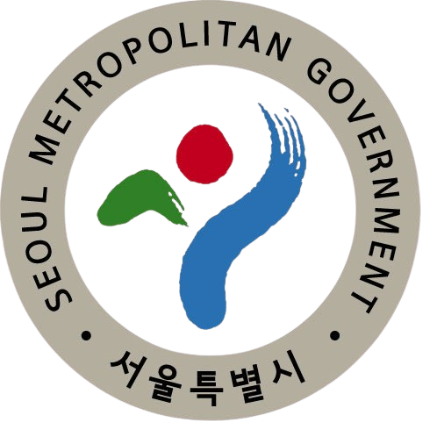 SEOUL METROPOLITAN GOVERNMENT
서울특별시